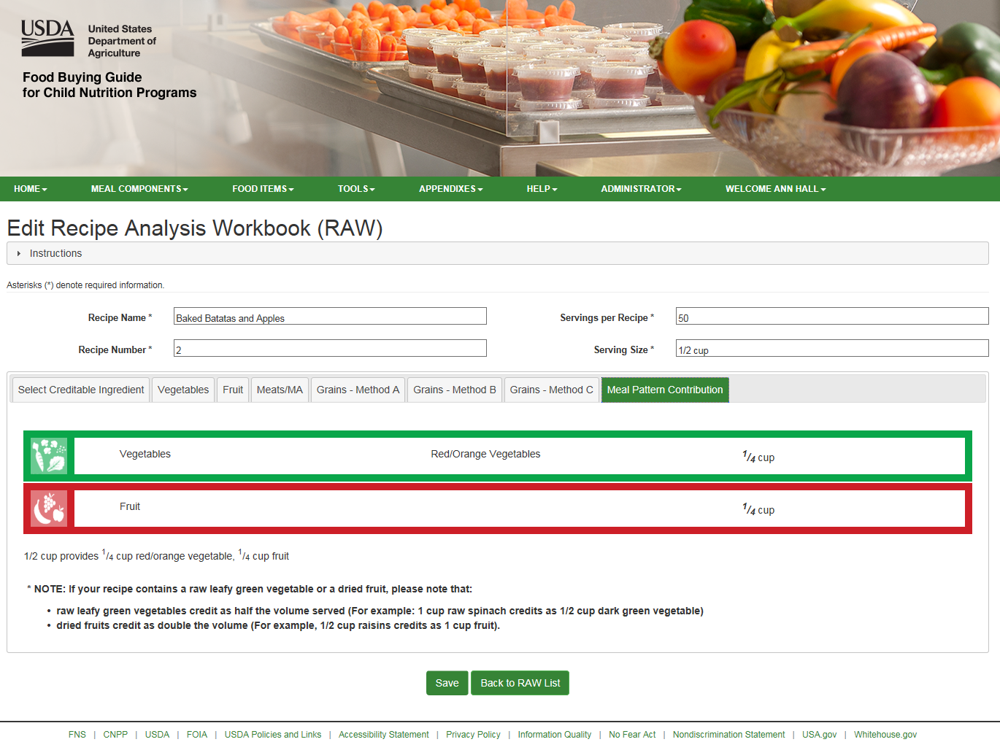 USDA
United States
Department of
Agriculture
Food Buying Guide
for Child Nutrition Programs
HOME MEAL COMPONENTS FOOD ITEMS TOOLS APPENDIXES HELP ADMINISTRATOR WELCOME ANN HALL
Edit Recipe Analysis Workbook (RAW)
Instructions
Asterisks (*) denote required information.
Recipe Name * Baked Batatas and Apples Servings per Recipe * 50
Recipe Number * 2 Serving Size * 1/2 cup
Select Creditable Ingredient Vegetables Fruit Meats/MA Grains - Method A Grains - Method B Grains - Method C Meal Pattern Contribution
Vegetables Red/Orange Vegetables 1/4 cup
Fruit 1/4 cup
1/2 cup provides 1/4 cup red/orange vegetable, 1/4 cup fruit
* NOTE: If your recipe contains a raw leafy green vegetable or a dried fruit, please note that:
• raw leafy green vegetables credit as half the volume served (For example: 1 cup raw spinach credits as 1/2 cup dark green vegetable)
• dried fruits credit as double the volume (For example, 1/2 cup raisins credits as 1 cup fruit).
Save Back to RAW List
FNS | CNPP | USDA | FOIA | USDA Policies and Links | Accessibility Statement | Privacy Policy | Information Quality | No Fear Act | Nondiscrimination Statement | USA.gov | Whitehouse.gov